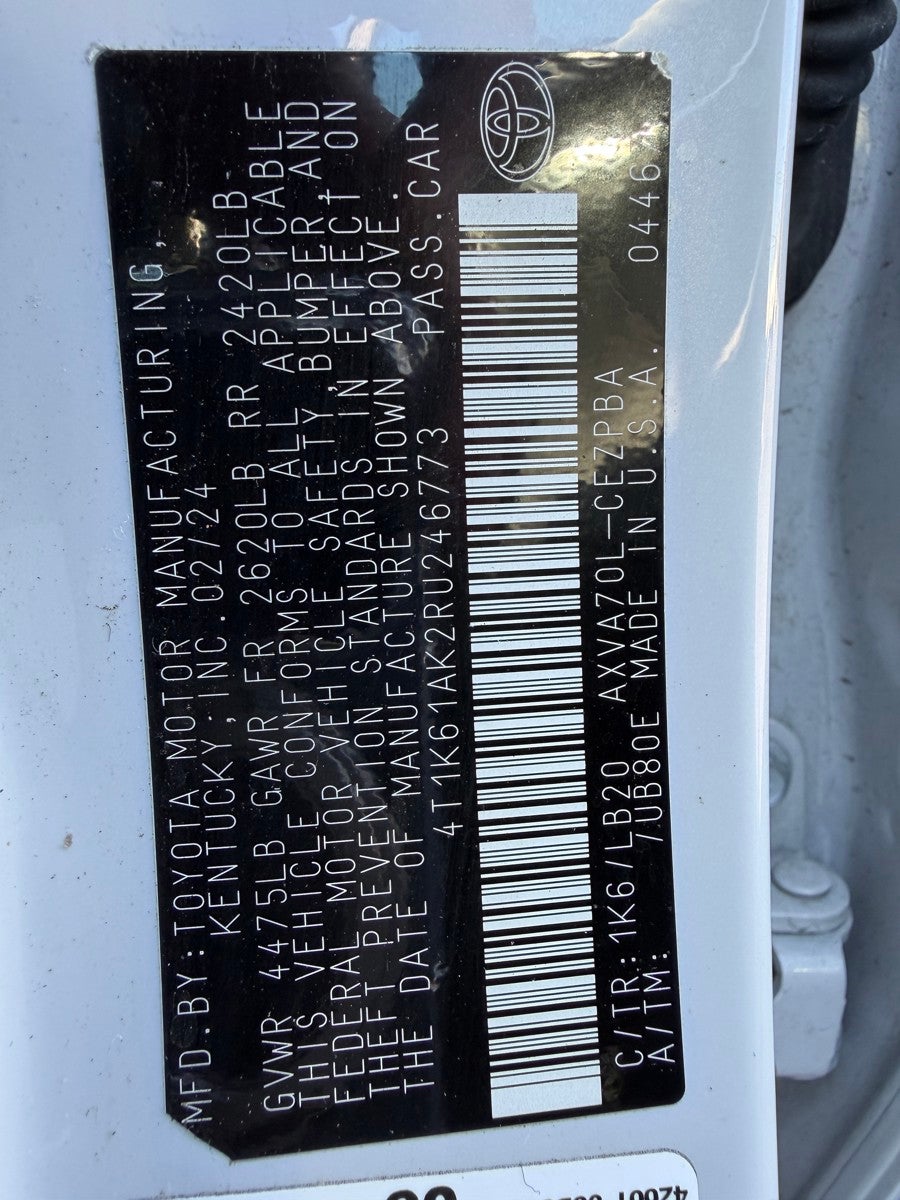 MFD.BY:TOYOTA MOTOR MANUFACTURING,
KENTUCKY,INC.02/24
GVWR 4475LB GAWR FR 2620LB RR 2420LB
THIS VEHICLE CONFORMS TO ALL APPLICABLE
FEDERAL MOTOR VEHICLE SAFETY,BUMPER,AND
THEFT PREVENTION STANDARDS IN EFFECT ON
THE DATE OF MANUFACTURE SHOWN ABOVE.
4T1K61AK2RU246773 PASS.CAR
C/TR:1K6/LB20 AXVA70L-CEZPBA
A/TM: 7UB80E MADE IN U.S.A.